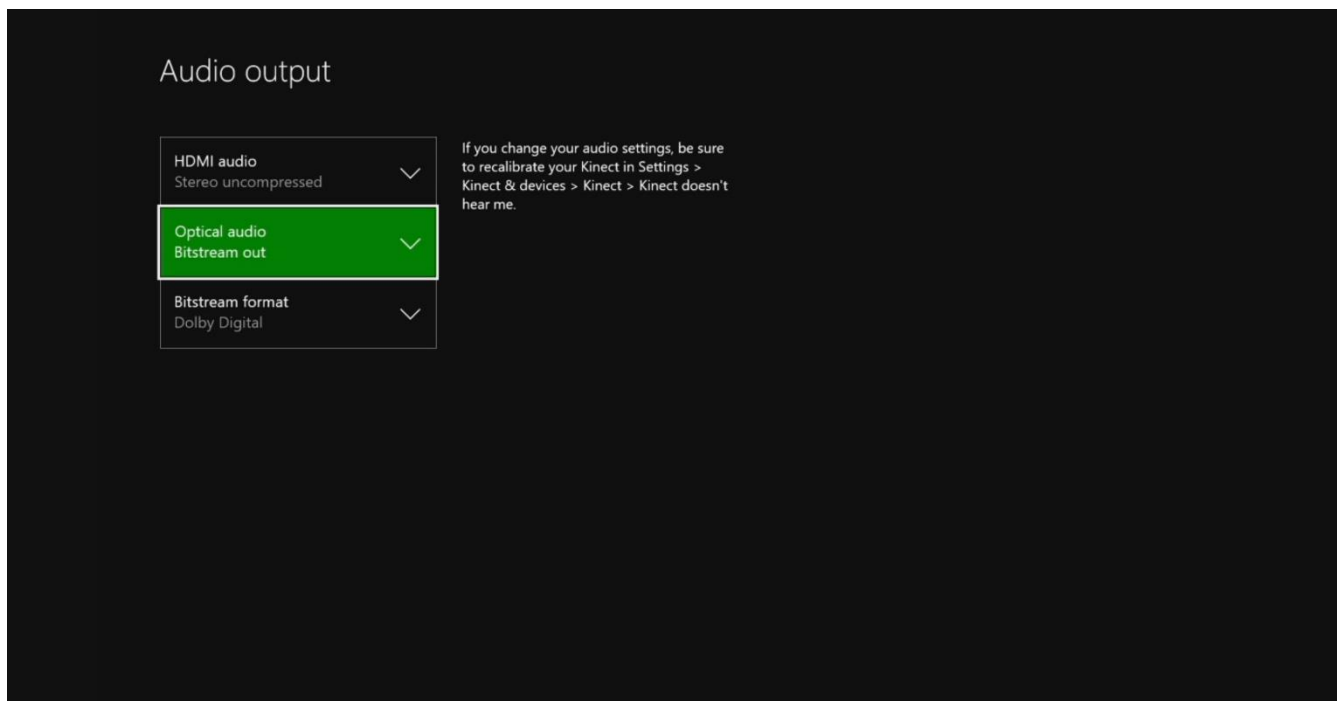 Audio output
HDMI audio
Stereo uncompressed
Optical audio
Bitstream out
Bitstream format
Dolby Digital
If you change your audio settings, be sure
to recalibrate your Kinect in Settings >
Kinect & devices > Kinect > Kinect doesn't
hear me.